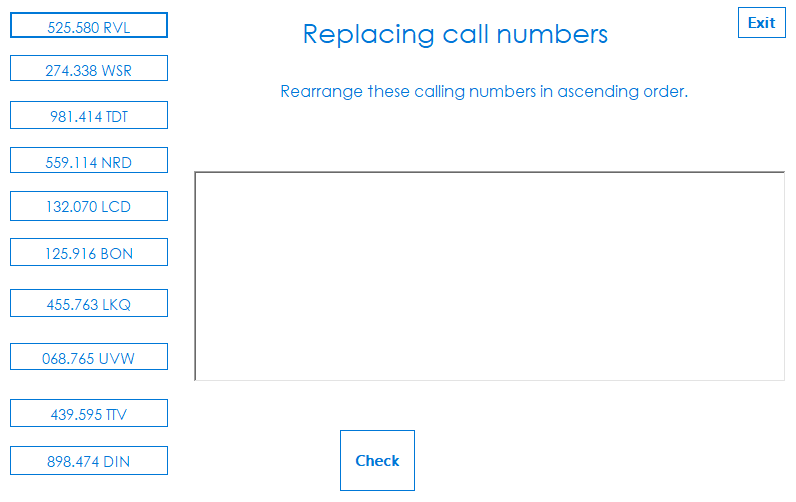 Replacing call numbers
Exit
Rearrange these calling numbers in ascending order.
525.580 RVL
274.338 WSR
981.414 TDT
559.114 NRD
132.070 LCD
125.916 BON
455.763 LKQ
068.765 UVW
439.595 TTV
898.474 DIN
Check